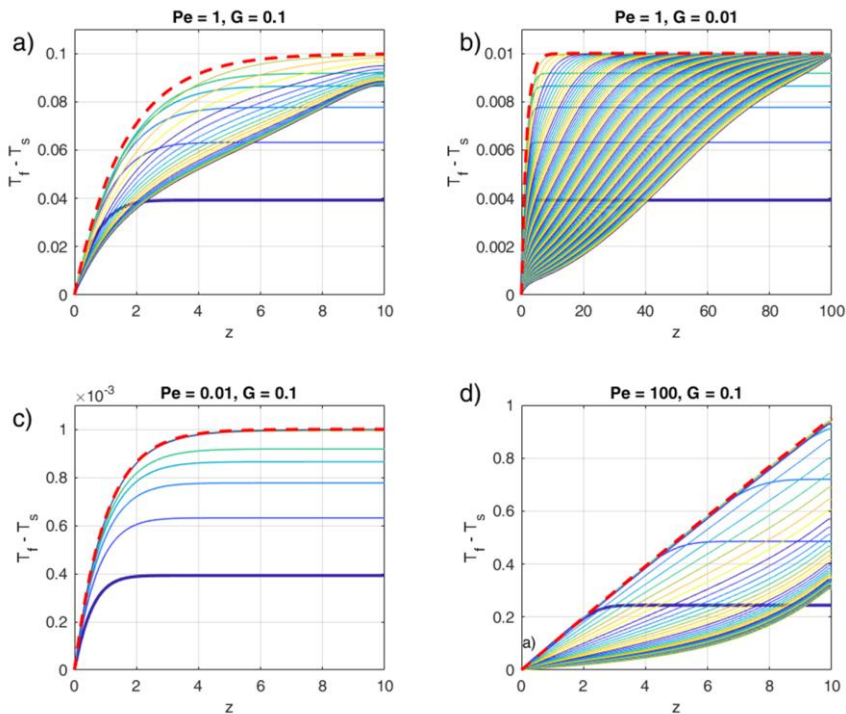 Pe = 1, G = 0.1
a)
0.1
0.08
0.06
0.04
0.02
0
T_f - T_s
0 2 4 6 8 10
z
Pe = 1, G = 0.01
b)
0.01
0.008
0.006
0.004
0.002
0
T_f - T_s
0 20 40 60 80 100
z
Pe = 0.01, G = 0.1
c)
×10⁻³
1
0.8
0.6
0.4
0.2
0
T_f - T_s
0 2 4 6 8 10
z
Pe = 100, G = 0.1
d)
1
0.8
0.6
0.4
0.2
0
T_f - T_s
a)
0 2 4 6 8 10
z